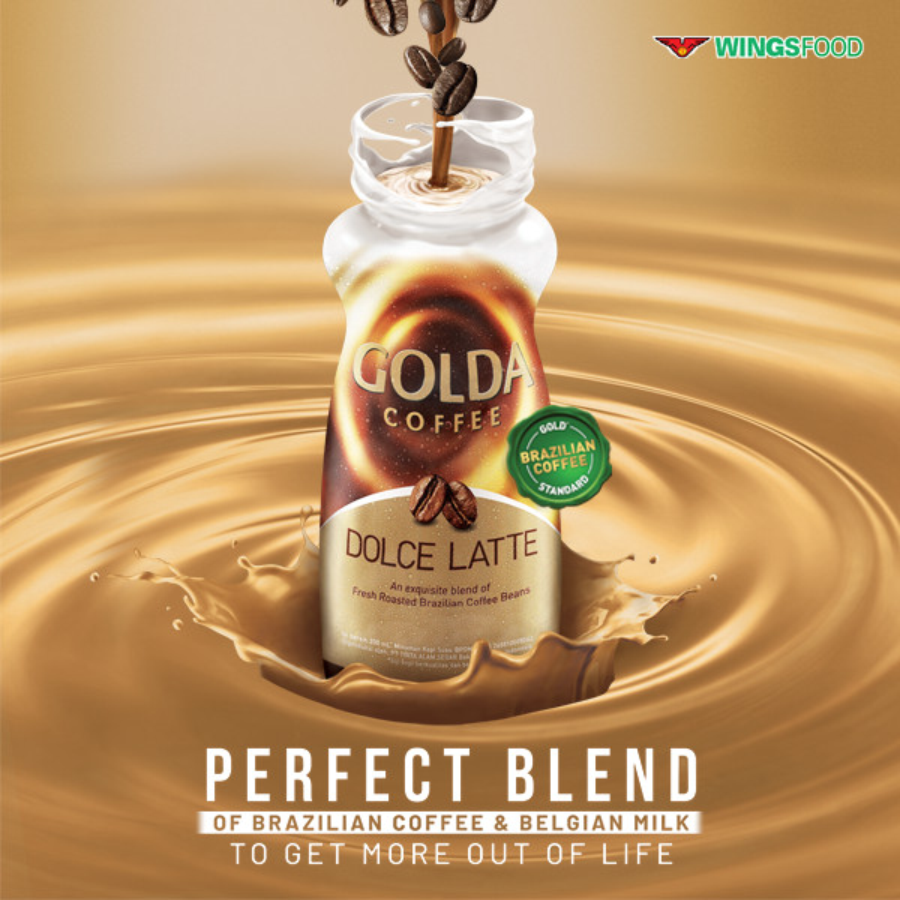 WINGSFOOD
GOLDA
COFFEE
GOLD
BRAZILIAN
COFFEE
STANDARD
DOLCE LATTE
An exquisite blend of
Fresh Roasted Brazilian Coffee Beans
PERFECT BLEND
OF BRAZILIAN COFFEE & BELGIAN MILK
TO GET MORE OUT OF LIFE